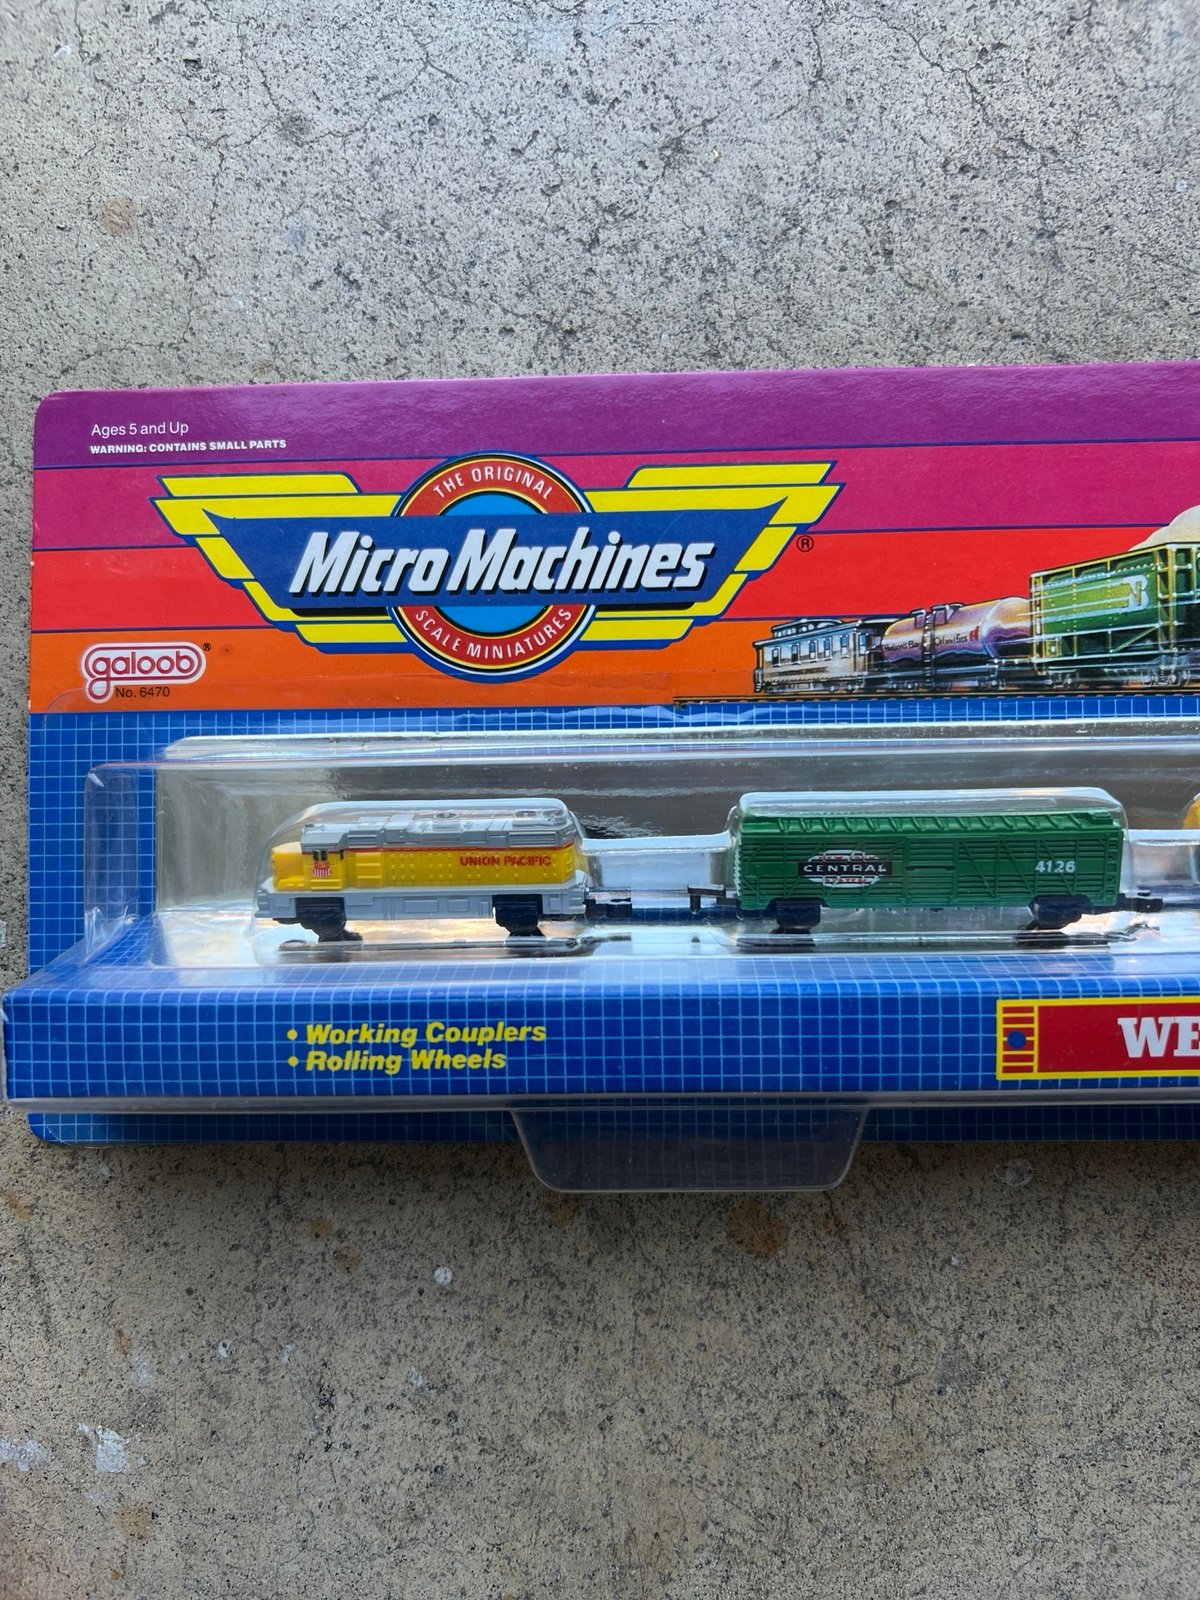 Ages 5 and Up
WARNING: CONTAINS SMALL PARTS
THE ORIGINAL
Micro Machines®
SCALE MINIATURES
galoob®
No. 6470
B
UNION PACIFIC
CENTRAL
SYSTEM
4126
• Working Couplers
• Rolling Wheels
WE